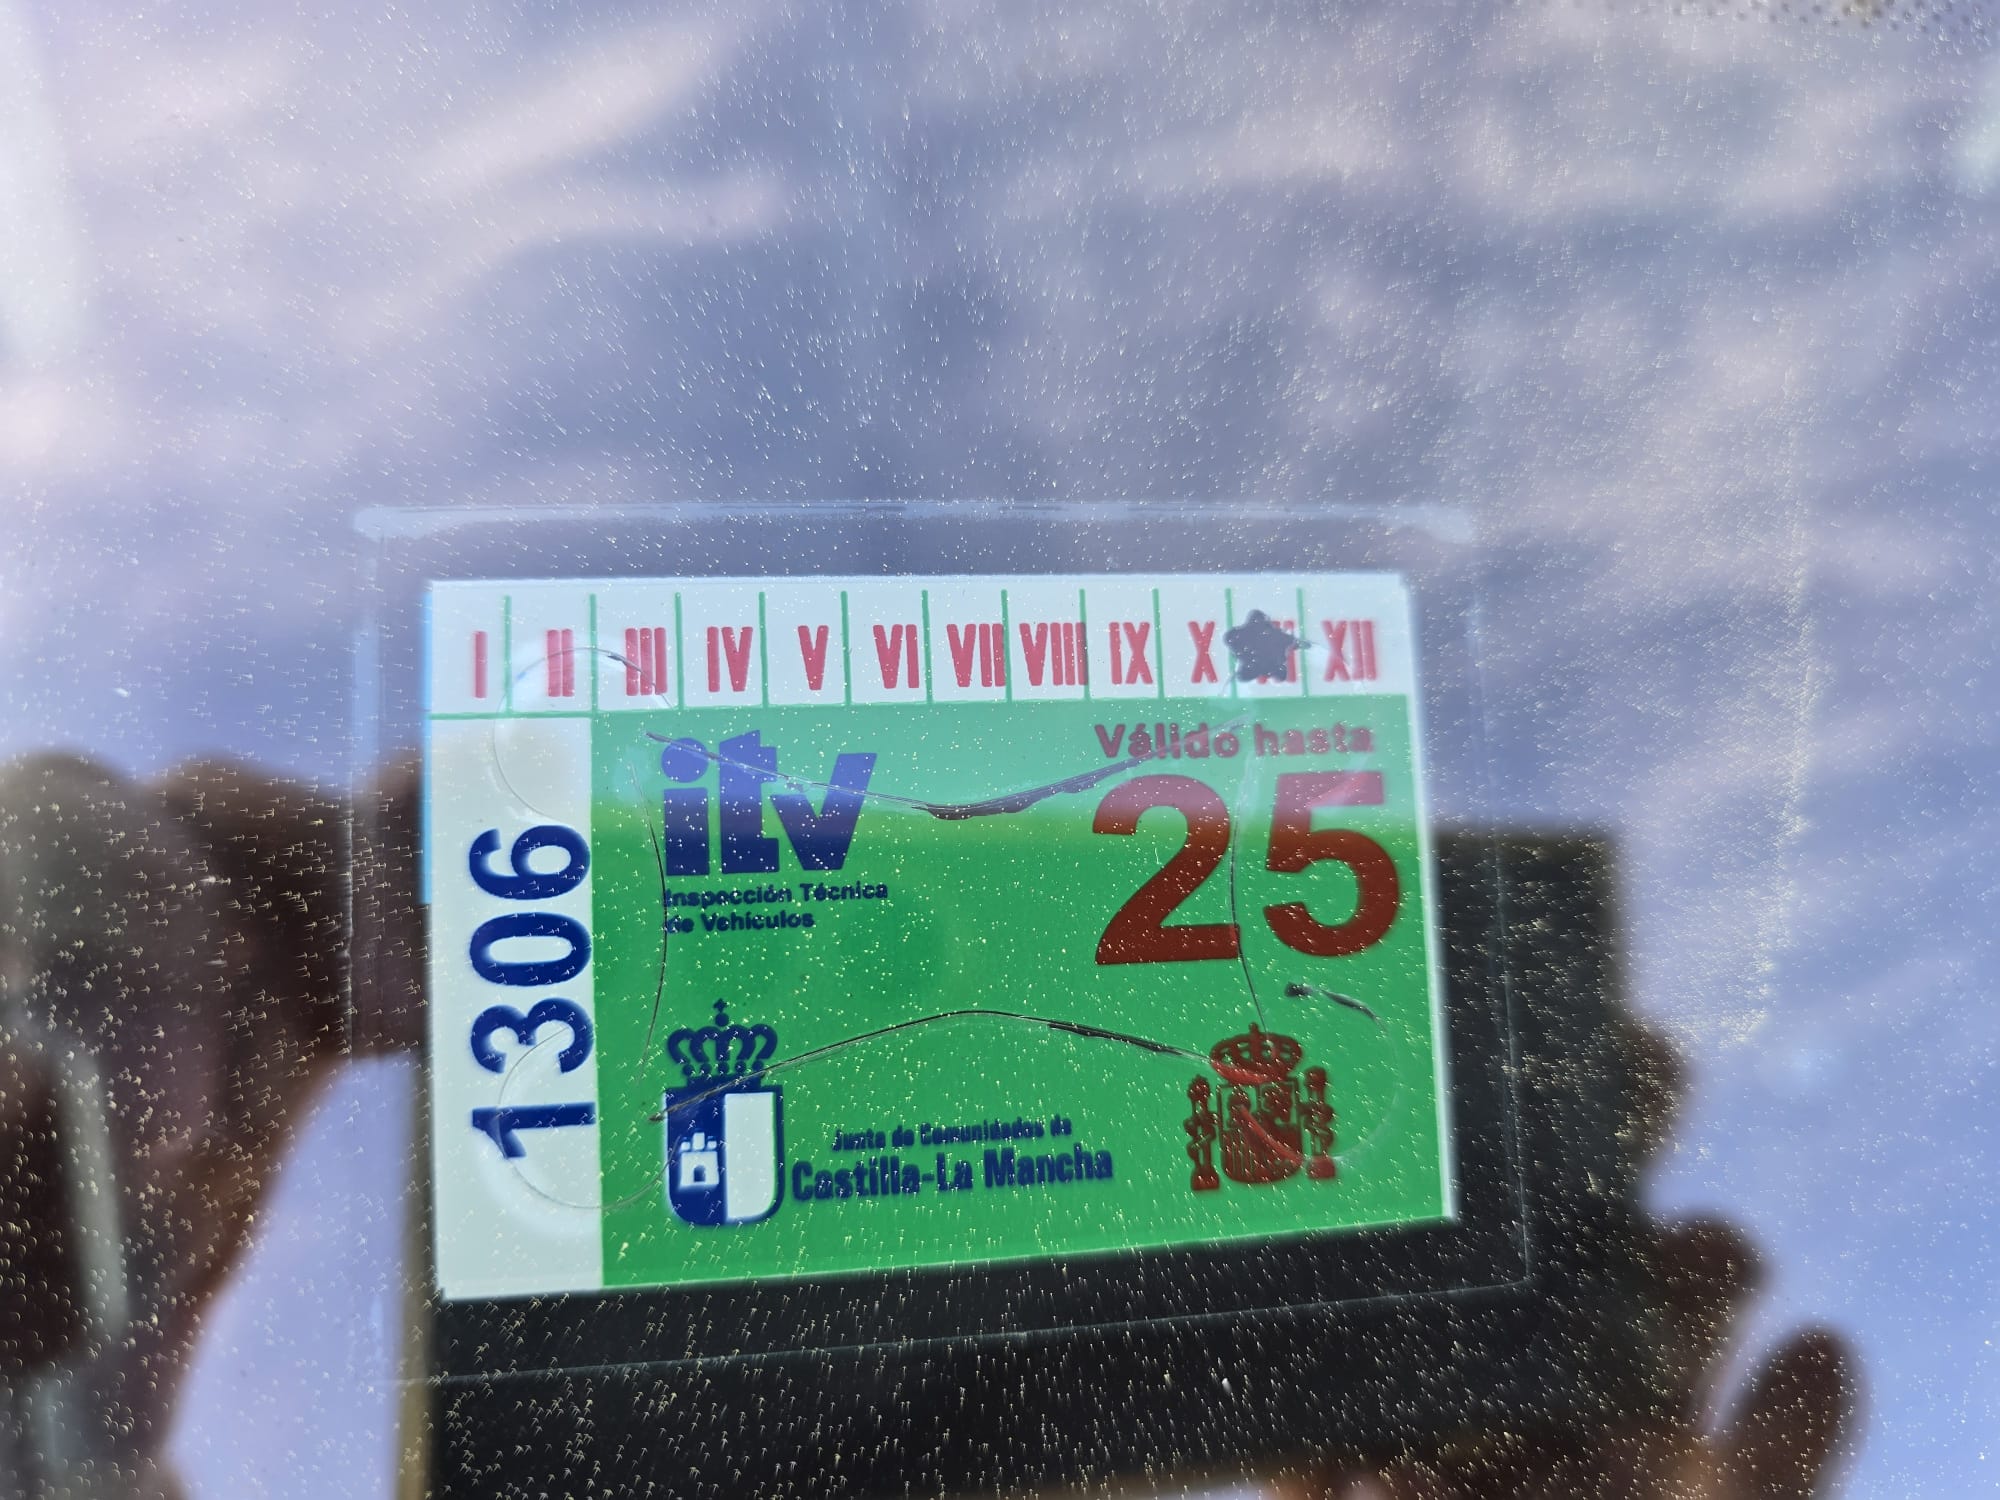 I II III IV V VI VII VIII IX X XI XII
itv
Inspección Técnica
de Vehículos
Válido hasta
25
1306
Junta de Comunidades de
Castilla-La Mancha